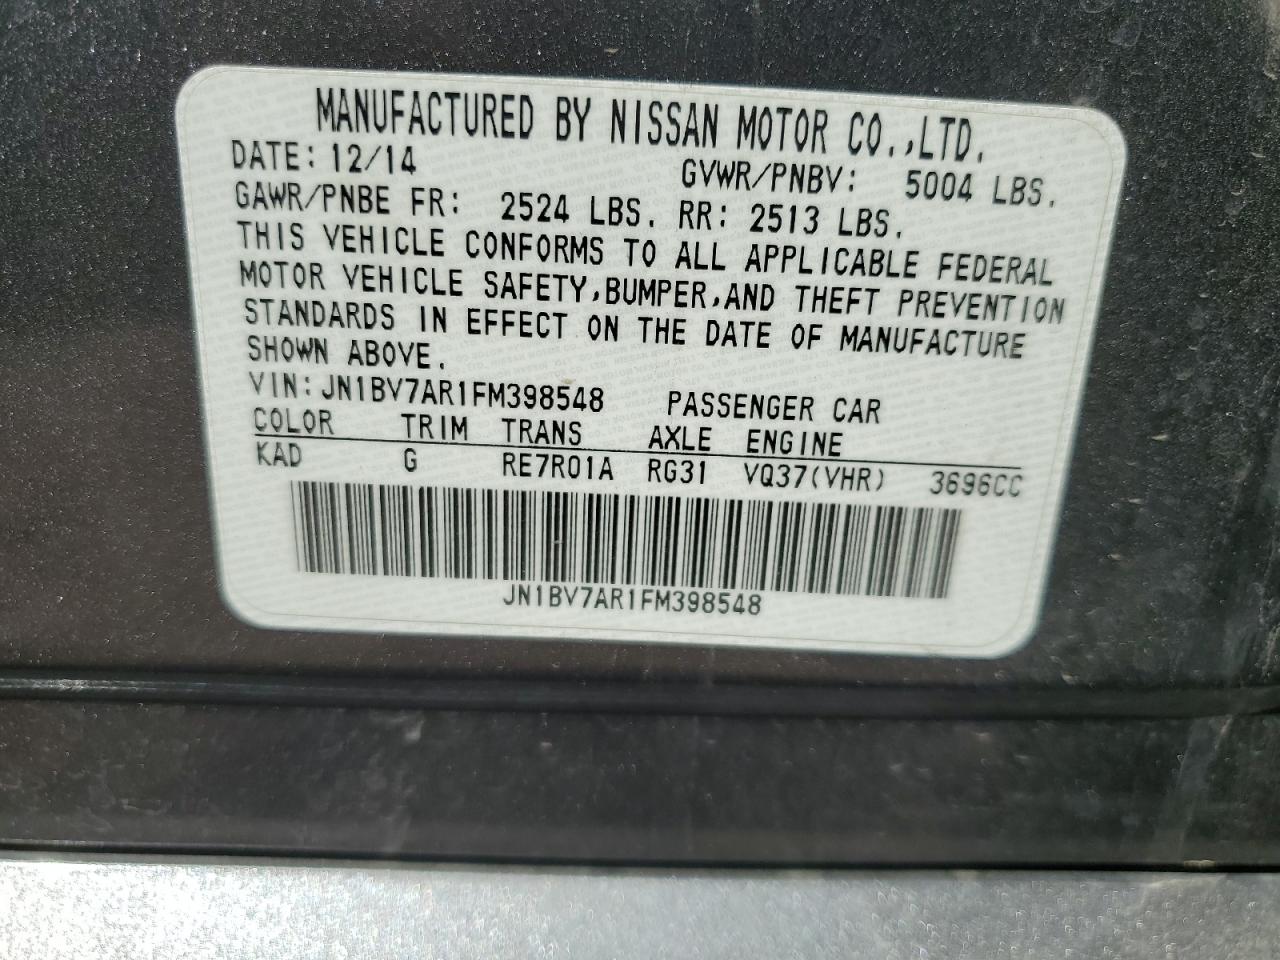 MANUFACTURED BY NISSAN MOTOR CO.,LTD.
DATE: 12/14 GVWR/PNBV: 5004 LBS.
GAWR/PNBE FR: 2524 LBS. RR: 2513 LBS.
THIS VEHICLE CONFORMS TO ALL APPLICABLE FEDERAL
MOTOR VEHICLE SAFETY,BUMPER,AND THEFT PREVENTION
STANDARDS IN EFFECT ON THE DATE OF MANUFACTURE
SHOWN ABOVE.
VIN:JN1BV7AR1FM398548 PASSENGER CAR
COLOR TRIM TRANS AXLE ENGINE
KAD G RE7R01A RG31 VQ37(VHR) 3696CC
JN1BV7AR1FM398548